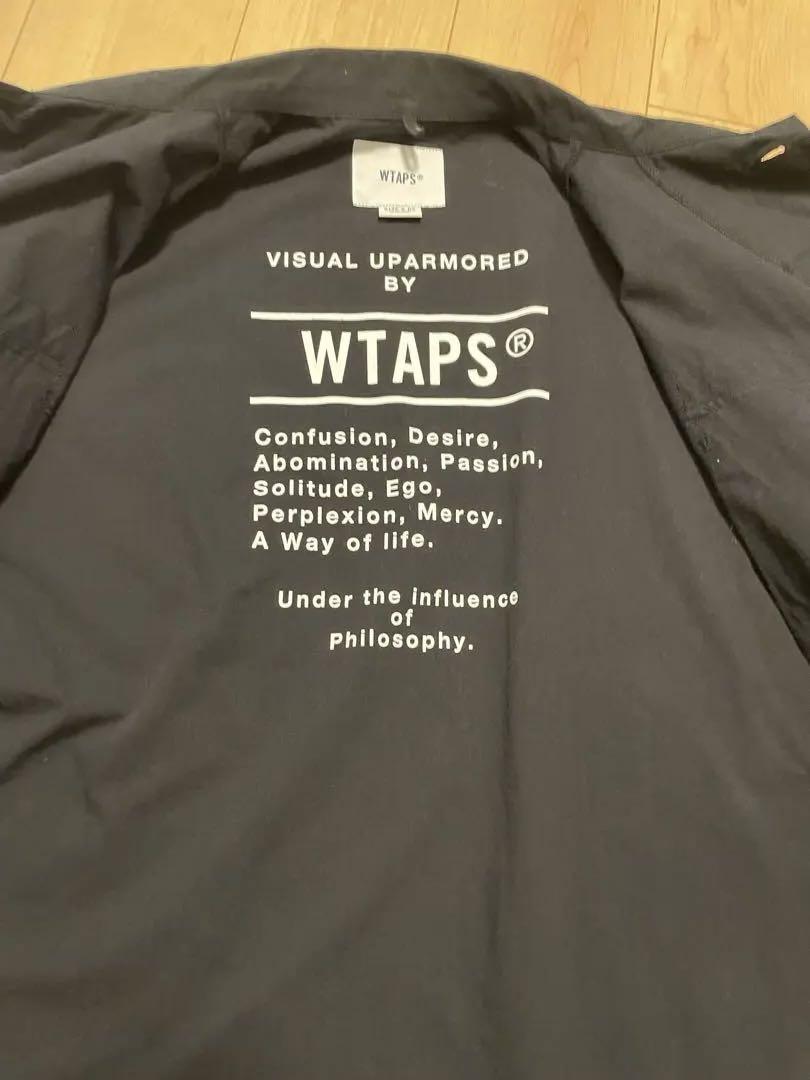 WTAPS®
VISUAL UPARMORED
BY
WTAPS®
Confusion, Desire,
Abomination, Passion,
Solitude, Ego,
Perplexion, Mercy.
A Way of life.
Under the influence
of
philosophy.